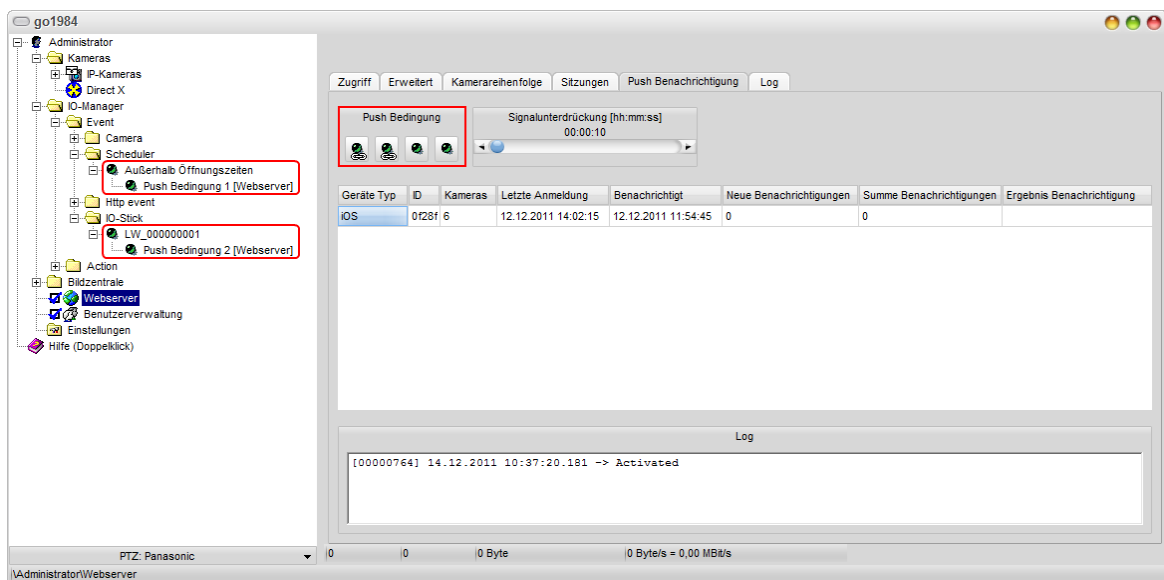 go1984
Administrator
Kameras
IP-Kameras
Direct X
IO-Manager
Event
Camera
Scheduler
Außerhalb Öffnungszeiten
Push Bedingung 1 [Webserver]
Http event
IO-Stick
LW_000000001
Push Bedingung 2 [Webserver]
Action
Bildzentrale
Webserver
Benutzerverwaltung
Einstellungen
Hilfe (Doppelklick)
PTZ: Panasonic
Zugriff Erweitert Kamerareihenfolge Sitzungen Push Benachrichtigung Log
Push Bedingung
Signalunterdrückung [hh:mm:ss]
00:00:10
Geräte Typ ID Kameras Letzte Anmeldung Benachrichtigt Neue Benachrichtigungen Summe Benachrichtigungen Ergebnis Benachrichtigung
iOS 0f28f 6 12.12.2011 14:02:15 12.12.2011 11:54:45 0 0
Log
[00000764] 14.12.2011 10:37:20.181 -> Activated
0 0 0 Byte 0 Byte/s = 0,00 MBit/s
\Administrator\Webserver